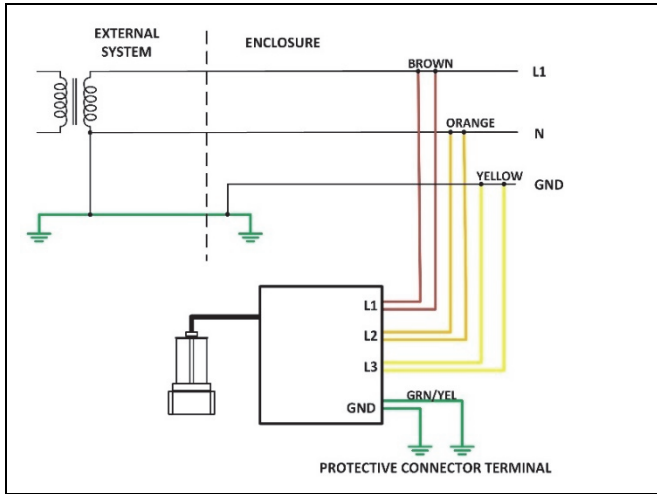 EXTERNAL
SYSTEM
ENCLOSURE
BROWN
L1
ORANGE
N
YELLOW
GND
L1
L2
L3
GND
GRN/YEL
PROTECTIVE CONNECTOR TERMINAL